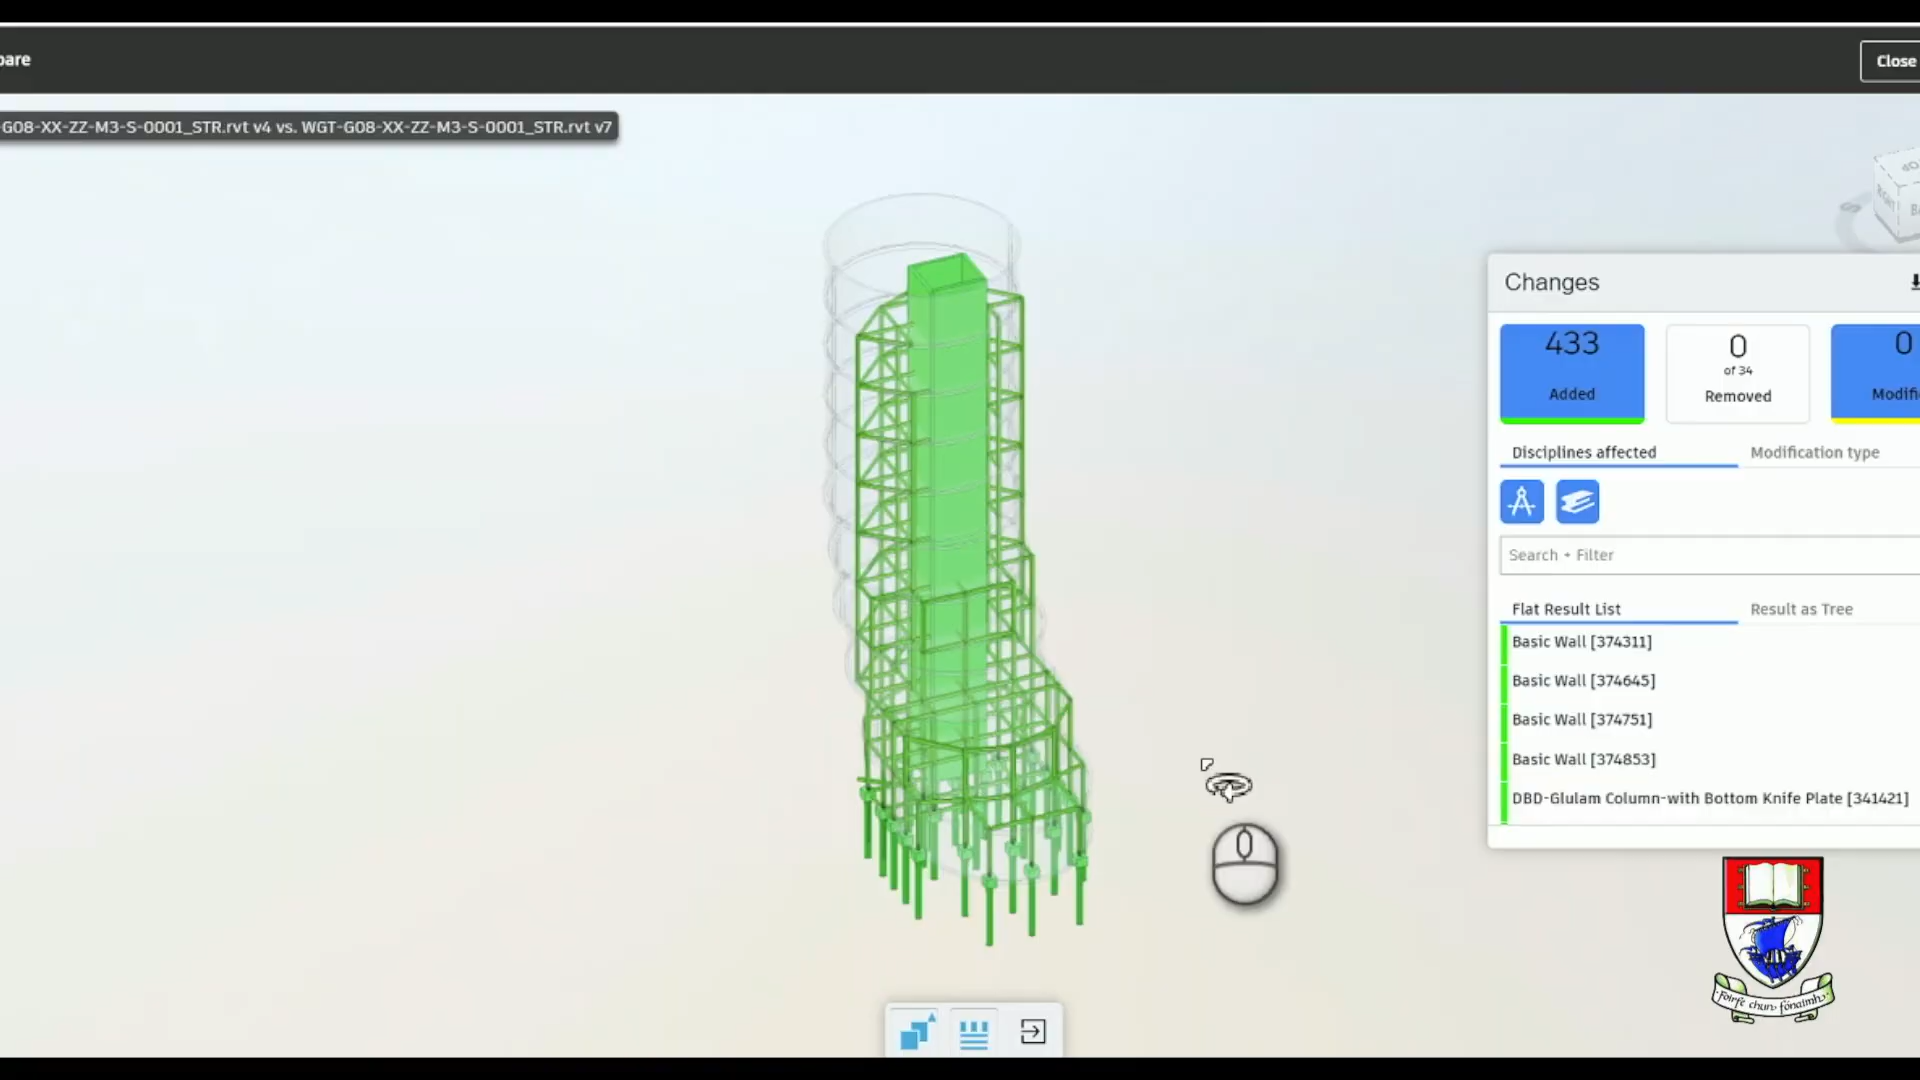 pare
Close
-G08-XX-ZZ-M3-S-0001_STR.rvt v4 vs. WGT-G08-XX-ZZ-M3-S-0001_STR.rvt v7
Changes
433
Added
0
of 34
Removed
0
Modifi
Disciplines affected
Modification type
Search + Filter
Flat Result List
Result as Tree
Basic Wall [374311]
Basic Wall [374645]
Basic Wall [374751]
Basic Wall [374853]
DBD-Glulam Column-with Bottom Knife Plate [341421]